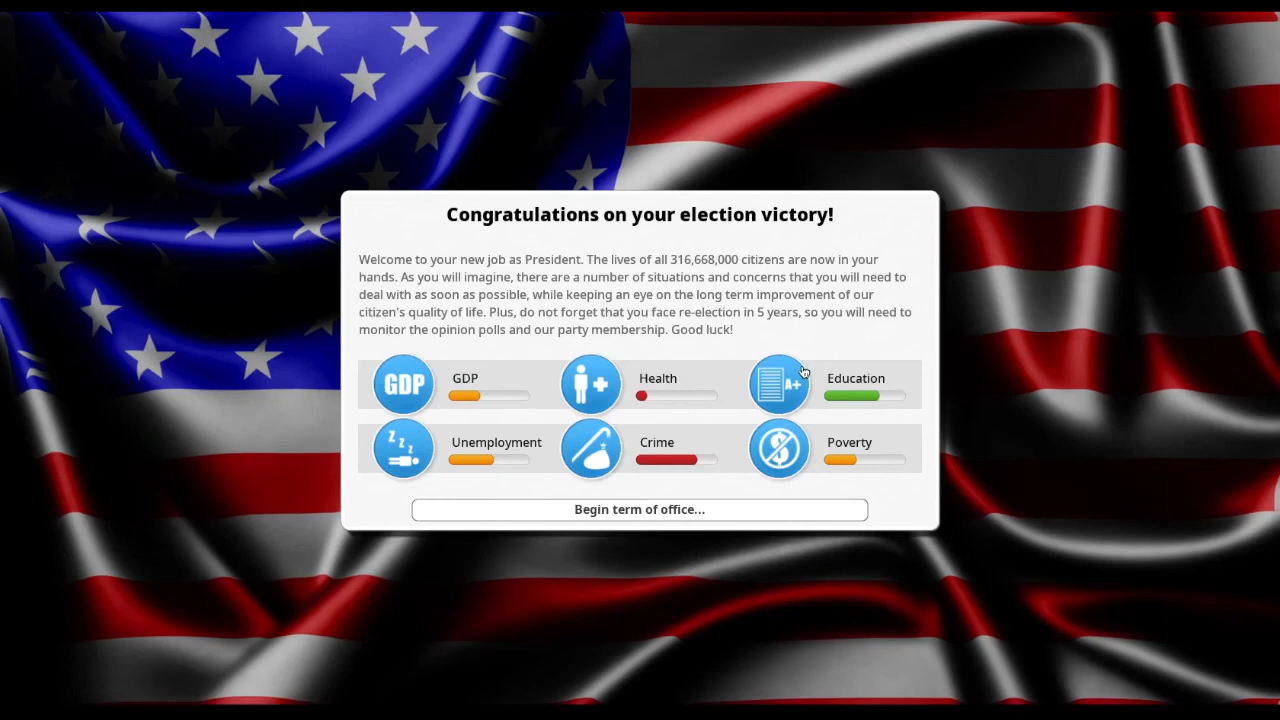 Congratulations on your election victory!
Welcome to your new job as President. The lives of all 316,668,000 citizens are now in your
hands. As you will imagine, there are a number of situations and concerns that you will need to
deal with as soon as possible, while keeping an eye on the long term improvement of our
citizen's quality of life. Plus, do not forget that you face re-election in 5 years, so you will need to
monitor the opinion polls and our party membership. Good luck!
GDP GDP Health A+ Education
zzz Unemployment Crime $ Poverty
Begin term of office...